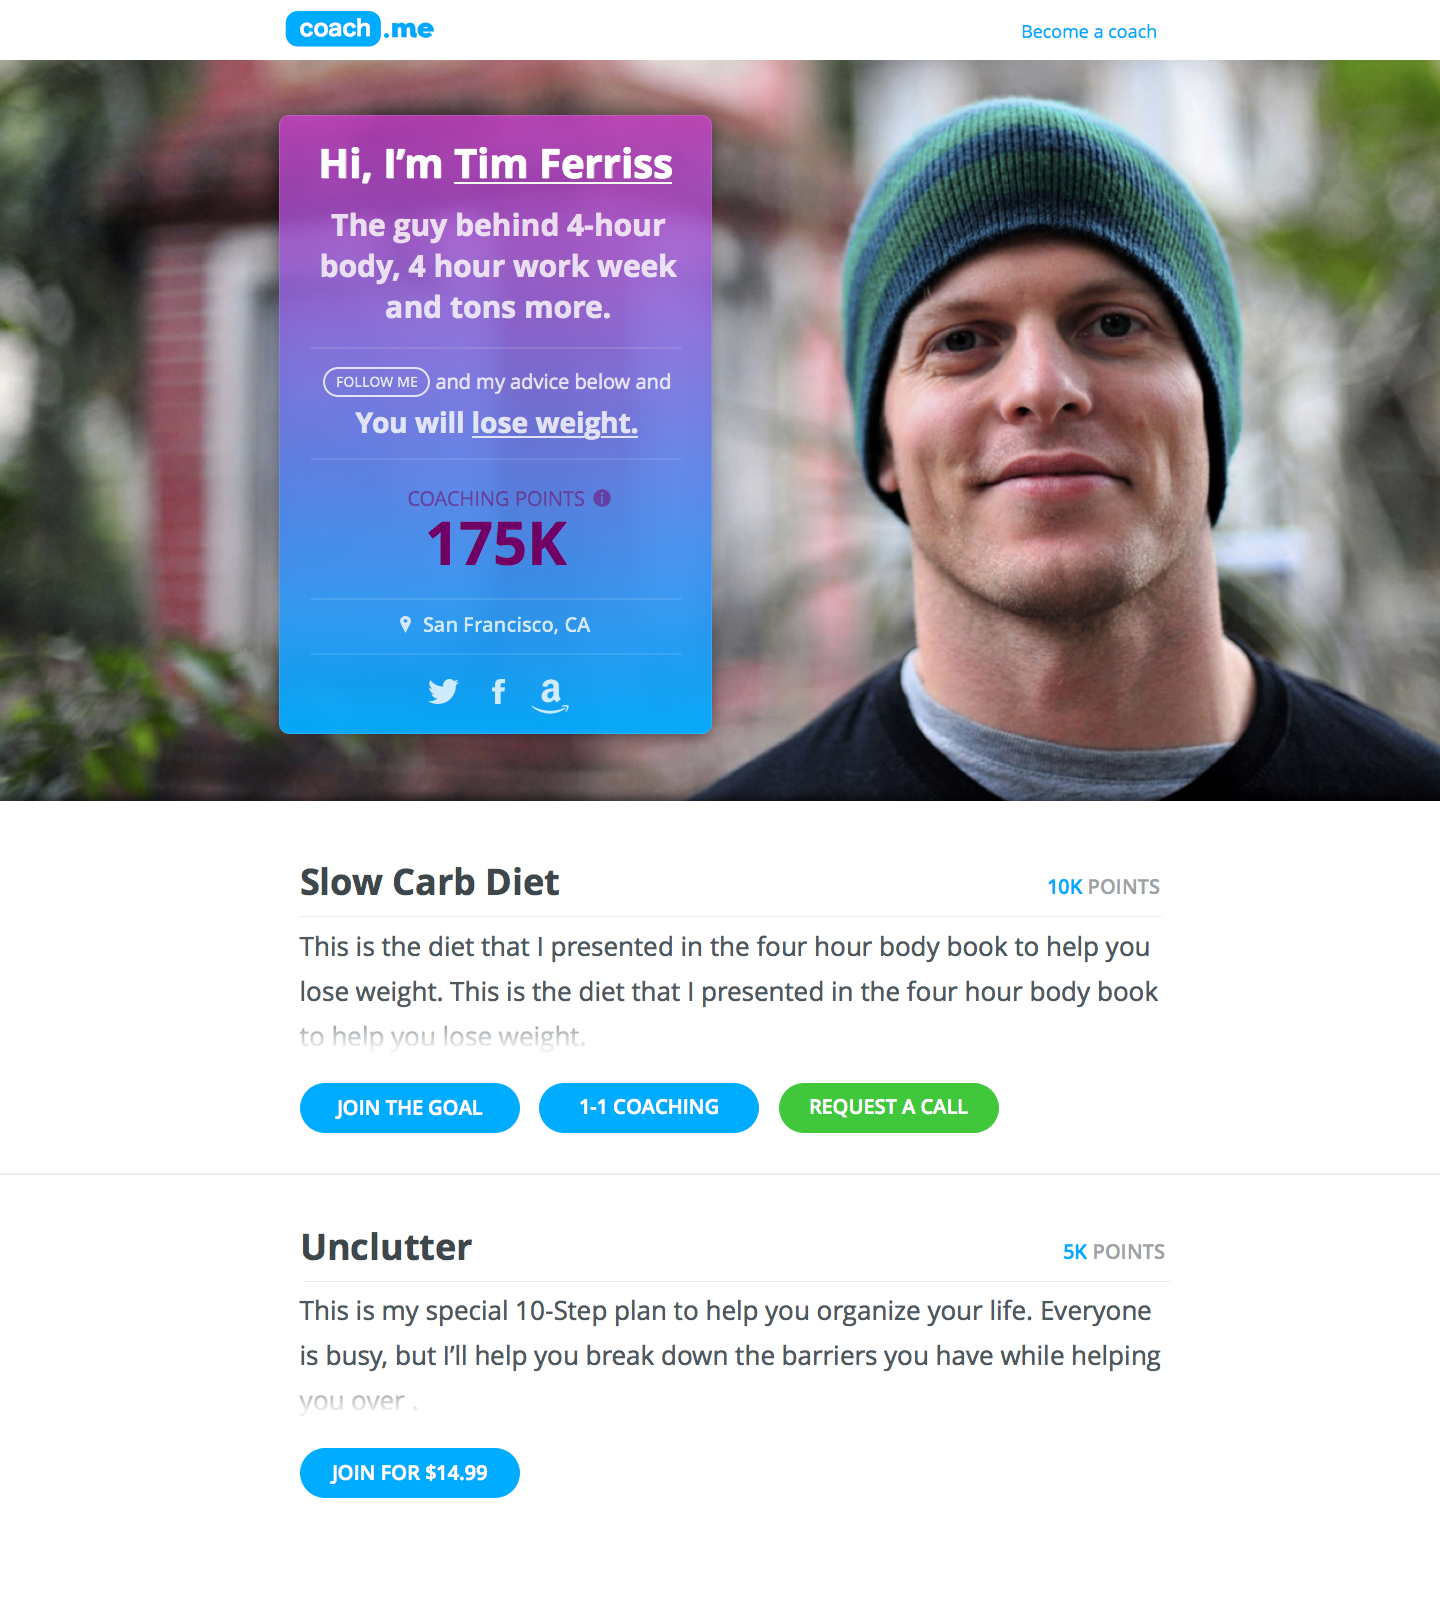 coach.me
Become a coach
Hi, I’m Tim Ferriss
The guy behind 4-hour
body, 4 hour work week
and tons more.
FOLLOW ME and my advice below and
You will lose weight.
COACHING POINTS i
175K
San Francisco, CA
f a
Slow Carb Diet
10K POINTS
This is the diet that I presented in the four hour body book to help you
lose weight. This is the diet that I presented in the four hour body book
to help you lose weight.
JOIN THE GOAL
1-1 COACHING
REQUEST A CALL
Unclutter
5K POINTS
This is my special 10-Step plan to help you organize your life. Everyone
is busy, but I’ll help you break down the barriers you have while helping
you over .
JOIN FOR $14.99